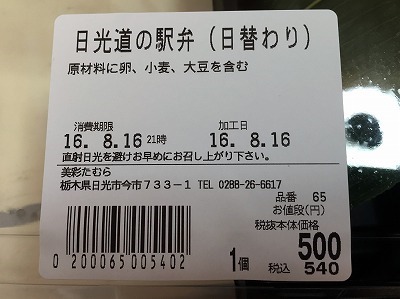 日光道の駅弁（日替わり）
原材料に卵、小麦、大豆を含む
消費期限 加工日
16. 8.16 21時 16. 8.16
直射日光を避けお早めにお召し上がり下さい。
美彩たむら
栃木県日光市今市７３３－１ TEL 0288-26-6617
品番 65
お値段(円)
税抜本体価格
1個 500
税込 540
0 200065 005402